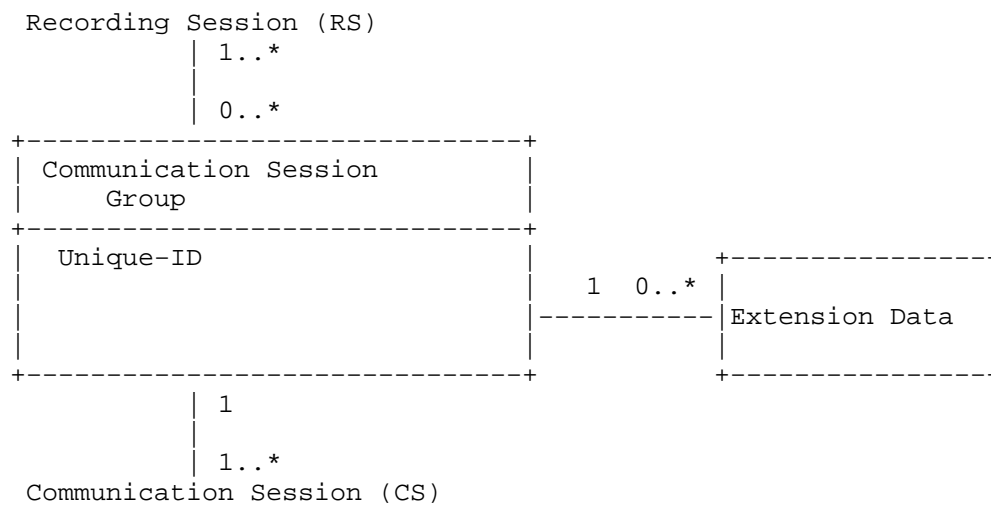 Recording Session (RS)
| 1..*
|
| 0..*
+-------------------------------+
| Communication Session         |
|     Group                     |
+-------------------------------+
|  Unique-ID                    |           +-----------------
|                               |   1  0..* |
|                               |-----------|Extension Data
|                               |           |
+-------------------------------+           +-----------------
| 1
|
| 1..*
Communication Session (CS)